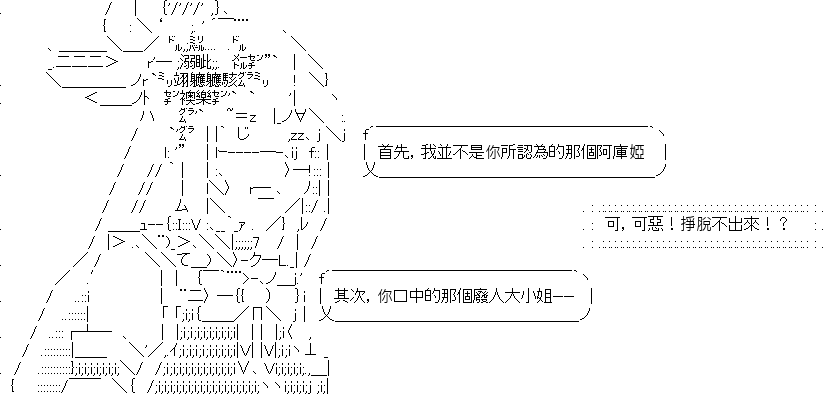 首先，我並不是你所認為的那個阿庫婭
可，可惡！掙脫不出來！？
其次，你口中的那個廢人大小姐——